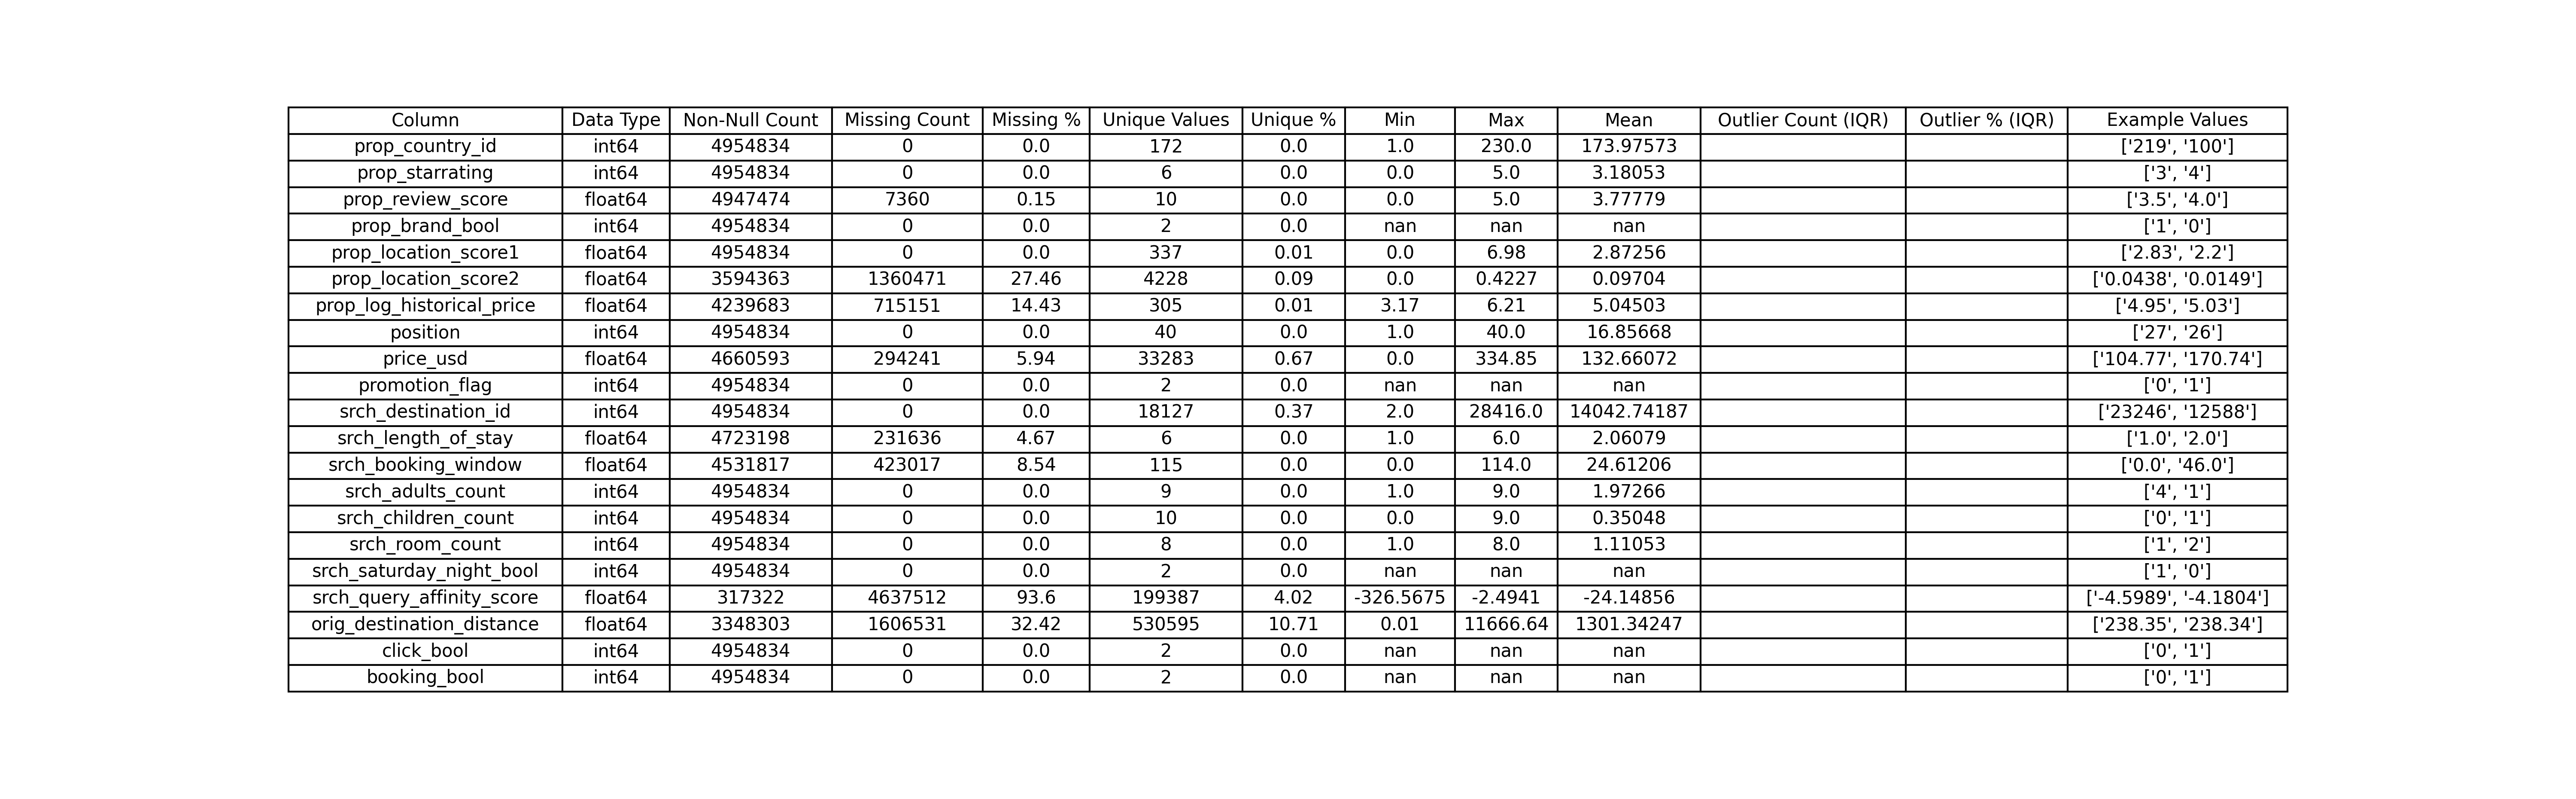 Column Data Type Non-Null Count Missing Count Missing % Unique Values Unique % Min Max Mean Outlier Count (IQR) Outlier % (IQR) Example Values
prop_country_id int64 4954834 0 0.0 172 0.0 1.0 230.0 173.97573 ['219', '100']
prop_starrating int64 4954834 0 0.0 6 0.0 0.0 5.0 3.18053 ['3', '4']
prop_review_score float64 4947474 7360 0.15 10 0.0 0.0 5.0 3.77779 ['3.5', '4.0']
prop_brand_bool int64 4954834 0 0.0 2 0.0 nan nan nan ['1', '0']
prop_location_score1 float64 4954834 0 0.0 337 0.01 0.0 6.98 2.87256 ['2.83', '2.2']
prop_location_score2 float64 3594363 1360471 27.46 4228 0.09 0.0 0.4227 0.09704 ['0.0438', '0.0149']
prop_log_historical_price float64 4239683 715151 14.43 305 0.01 3.17 6.21 5.04503 ['4.95', '5.03']
position int64 4954834 0 0.0 40 0.0 1.0 40.0 16.85668 ['27', '26']
price_usd float64 4660593 294241 5.94 33283 0.67 0.0 334.85 132.66072 ['104.77', '170.74']
promotion_flag int64 4954834 0 0.0 2 0.0 nan nan nan ['0', '1']
srch_destination_id int64 4954834 0 0.0 18127 0.37 2.0 28416.0 14042.74187 ['23246', '12588']
srch_length_of_stay float64 4723198 231636 4.67 6 0.0 1.0 6.0 2.06079 ['1.0', '2.0']
srch_booking_window float64 4531817 423017 8.54 115 0.0 0.0 114.0 24.61206 ['0.0', '46.0']
srch_adults_count int64 4954834 0 0.0 9 0.0 1.0 9.0 1.97266 ['4', '1']
srch_children_count int64 4954834 0 0.0 10 0.0 0.0 9.0 0.35048 ['0', '1']
srch_room_count int64 4954834 0 0.0 8 0.0 1.0 8.0 1.11053 ['1', '2']
srch_saturday_night_bool int64 4954834 0 0.0 2 0.0 nan nan nan ['1', '0']
srch_query_affinity_score float64 317322 4637512 93.6 199387 4.02 -326.5675 -2.4941 -24.14856 ['-4.5989', '-4.1804']
orig_destination_distance float64 3348303 1606531 32.42 530595 10.71 0.01 11666.64 1301.34247 ['238.35', '238.34']
click_bool int64 4954834 0 0.0 2 0.0 nan nan nan ['0', '1']
booking_bool int64 4954834 0 0.0 2 0.0 nan nan nan ['0', '1']